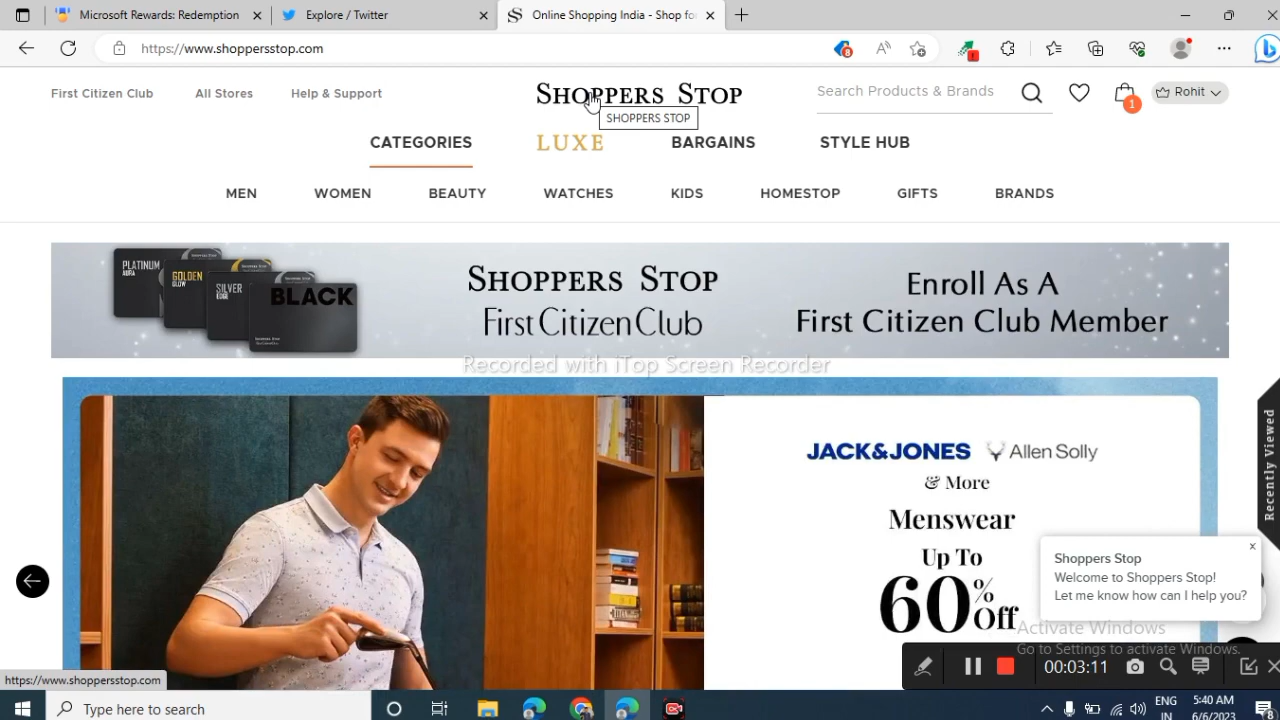 Microsoft Rewards: Redemption
Explore / Twitter
Online Shopping India - Shop for
https://www.shoppersstop.com
8
First Citizen Club
All Stores
Help & Support
SHOPPERS STOP
Search Products & Brands
1
Rohit
SHOPPERS STOP
CATEGORIES
LUXE
BARGAINS
STYLE HUB
MEN
WOMEN
BEAUTY
WATCHES
KIDS
HOMESTOP
GIFTS
BRANDS
PLATINUM
AURA
GOLDEN
GLOW
SILVER
EDGE
BLACK
SHOPPERS STOP
First Citizen Club
Enroll As A
First Citizen Club Member
Recorded with iTop Screen Recorder
JACK&JONES
Allen Solly
& More
Menswear
Up To
60% Off
Recently Viewed
Shoppers Stop
x
Welcome to Shoppers Stop!
Let me know how can I help you?
Activate Windows
Go to Settings to activate Windows.
00:03:11
https://www.shoppersstop.com
Type here to search
ENG
IN
5:40 AM
6/6/2023
8